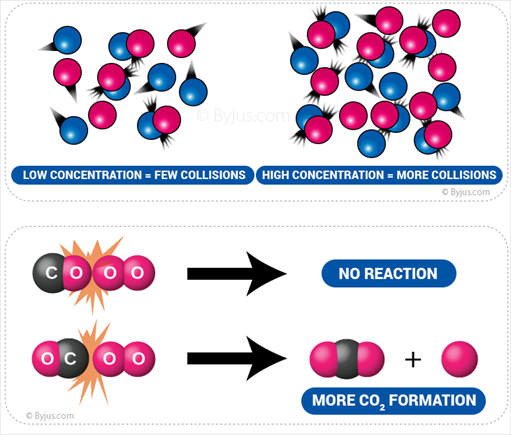 © Byjus.com
LOW CONCENTRATION = FEW COLLISIONS
HIGH CONCENTRATION = MORE COLLISIONS
© Byjus.com
C O O O
NO REACTION
O C O O
+
MORE CO₂ FORMATION
© Byjus.com